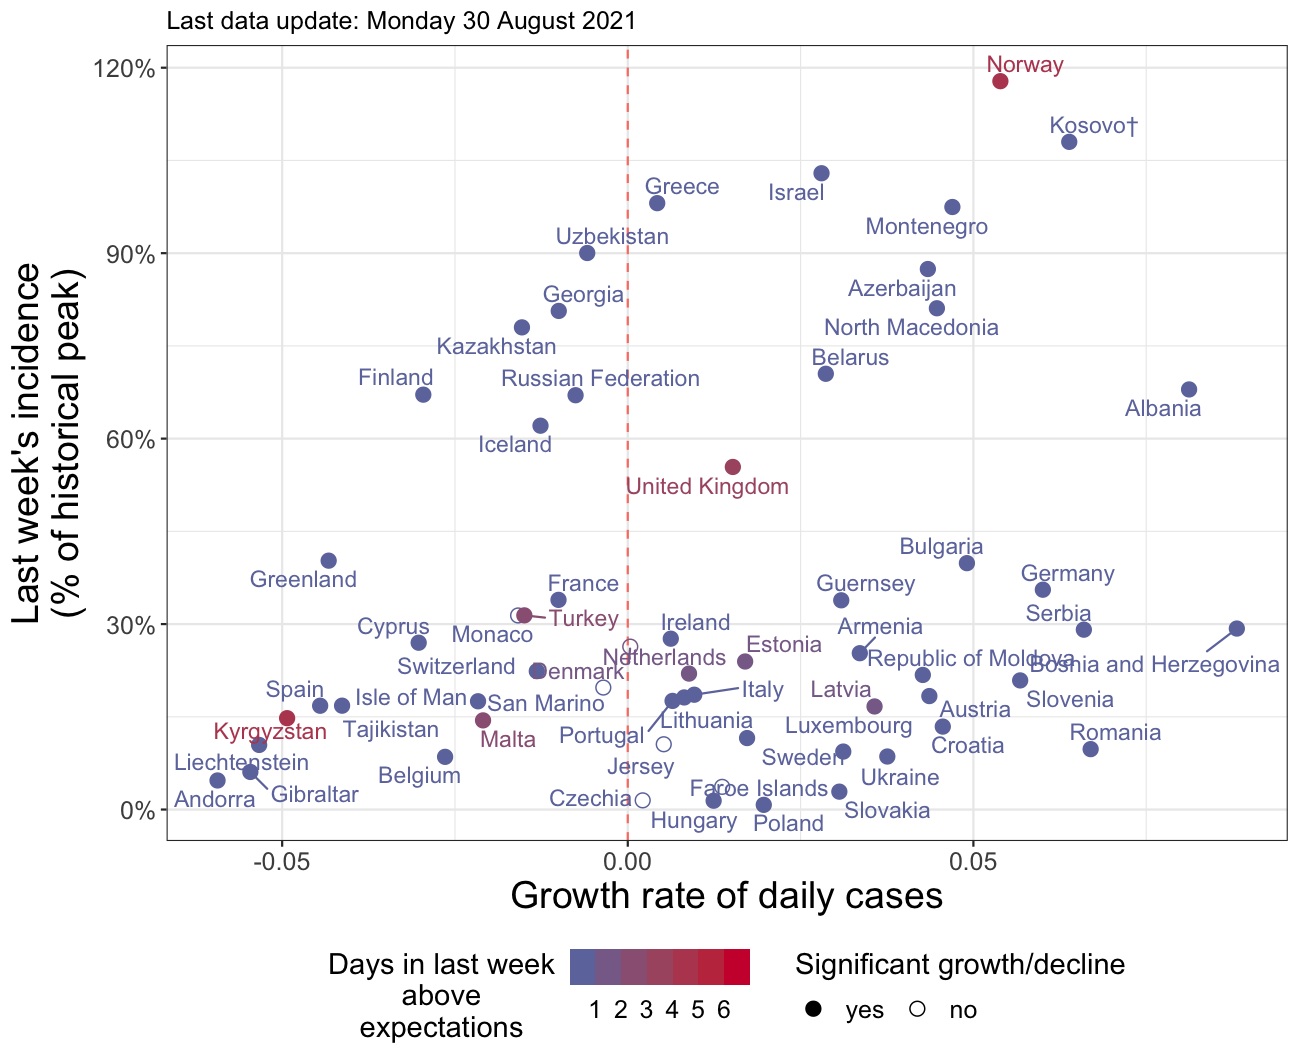 Last data update: Monday 30 August 2021
120%
90%
60%
30%
0%
Last week's incidence
(% of historical peak)
Norway
Kosovo†
Greece
Israel
Montenegro
Uzbekistan
Azerbaijan
Georgia
North Macedonia
Kazakhstan
Belarus
Finland
Russian Federation
Albania
Iceland
United Kingdom
Bulgaria
Greenland
France
Guernsey
Germany
Serbia
Turkey
Cyprus
Monaco
Ireland
Armenia
Estonia
Netherlands
Republic of Moldova
Bosnia and Herzegovina
Switzerland
Denmark
Spain
Isle of Man
San Marino
Italy
Latvia
Slovenia
Austria
Kyrgyzstan
Tajikistan
Malta
Portugal
Lithuania
Luxembourg
Croatia
Romania
Liechtenstein
Belgium
Jersey
Sweden
Ukraine
Andorra
Gibraltar
Czechia
Faroe Islands
Hungary
Poland
Slovakia
-0.05
0.00
0.05
Growth rate of daily cases
Days in last week
above
expectations
1 2 3 4 5 6
Significant growth/decline
yes
no